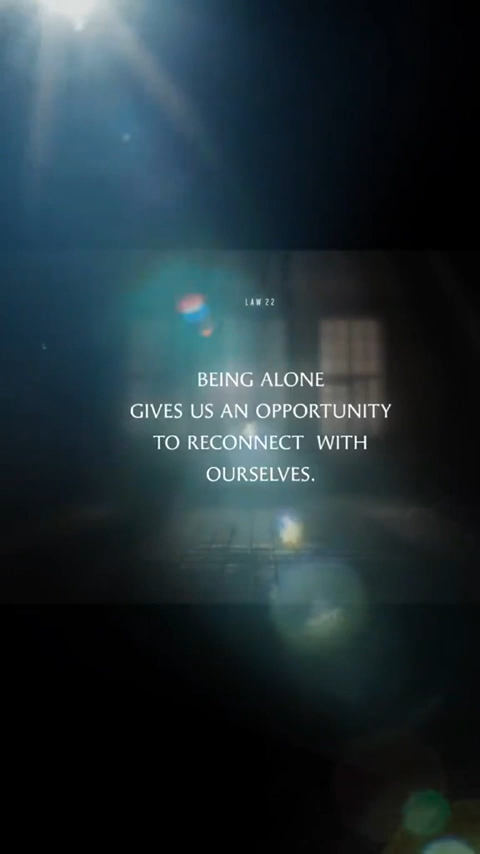 LAW 22
BEING ALONE
GIVES US AN OPPORTUNITY
TO RECONNECT WITH
OURSELVES.